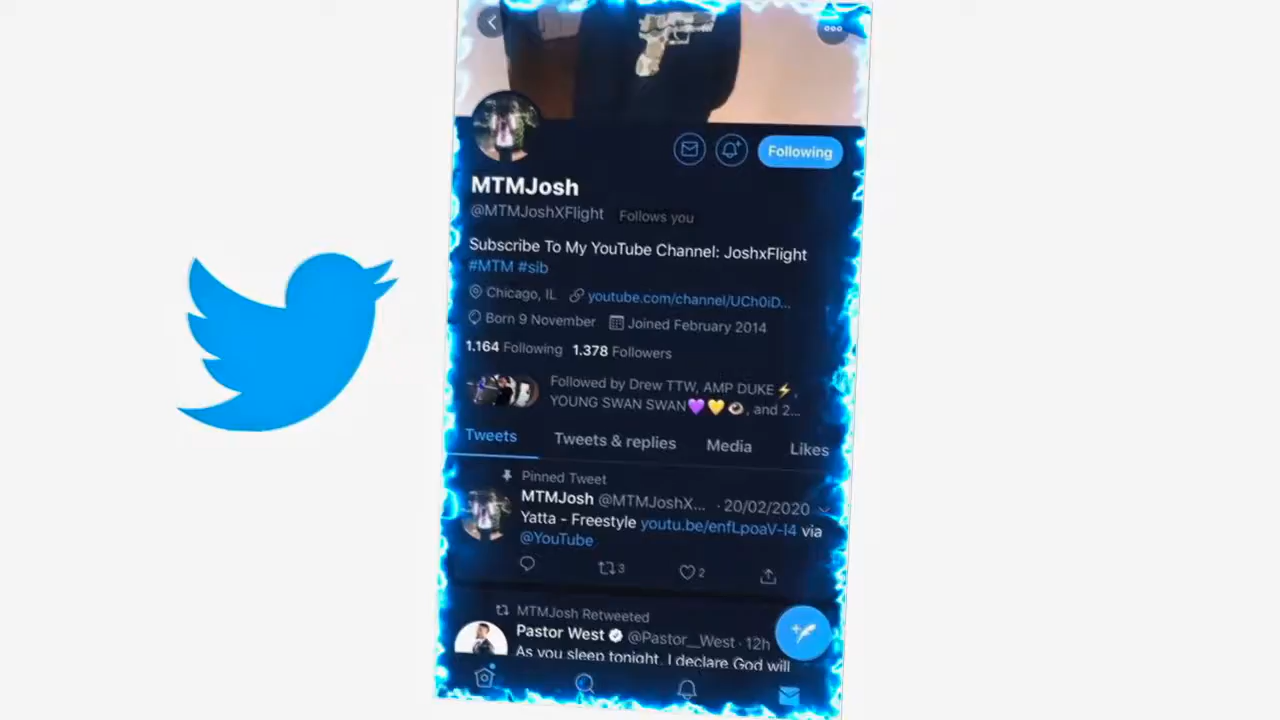 Following
MTMJosh
@MTMJoshXFlight Follows you
Subscribe To My YouTube Channel: JoshxFlight
#MTM #sib
Chicago, IL youtube.com/channel/UCh0iD...
Born 9 November Joined February 2014
1.164 Following 1.378 Followers
Followed by Drew TTW, AMP DUKE⚡,
YOUNG SWAN SWAN💜💛👁, and 2...
Tweets Tweets & replies Media Likes
Pinned Tweet
MTMJosh @MTMJoshX... · 20/02/2020
Yatta - Freestyle youtu.be/enfLpoaV-I4 via
@YouTube
3 2
MTMJosh Retweeted
Pastor West @Pastor__West · 12h
As you sleep tonight, I declare God will